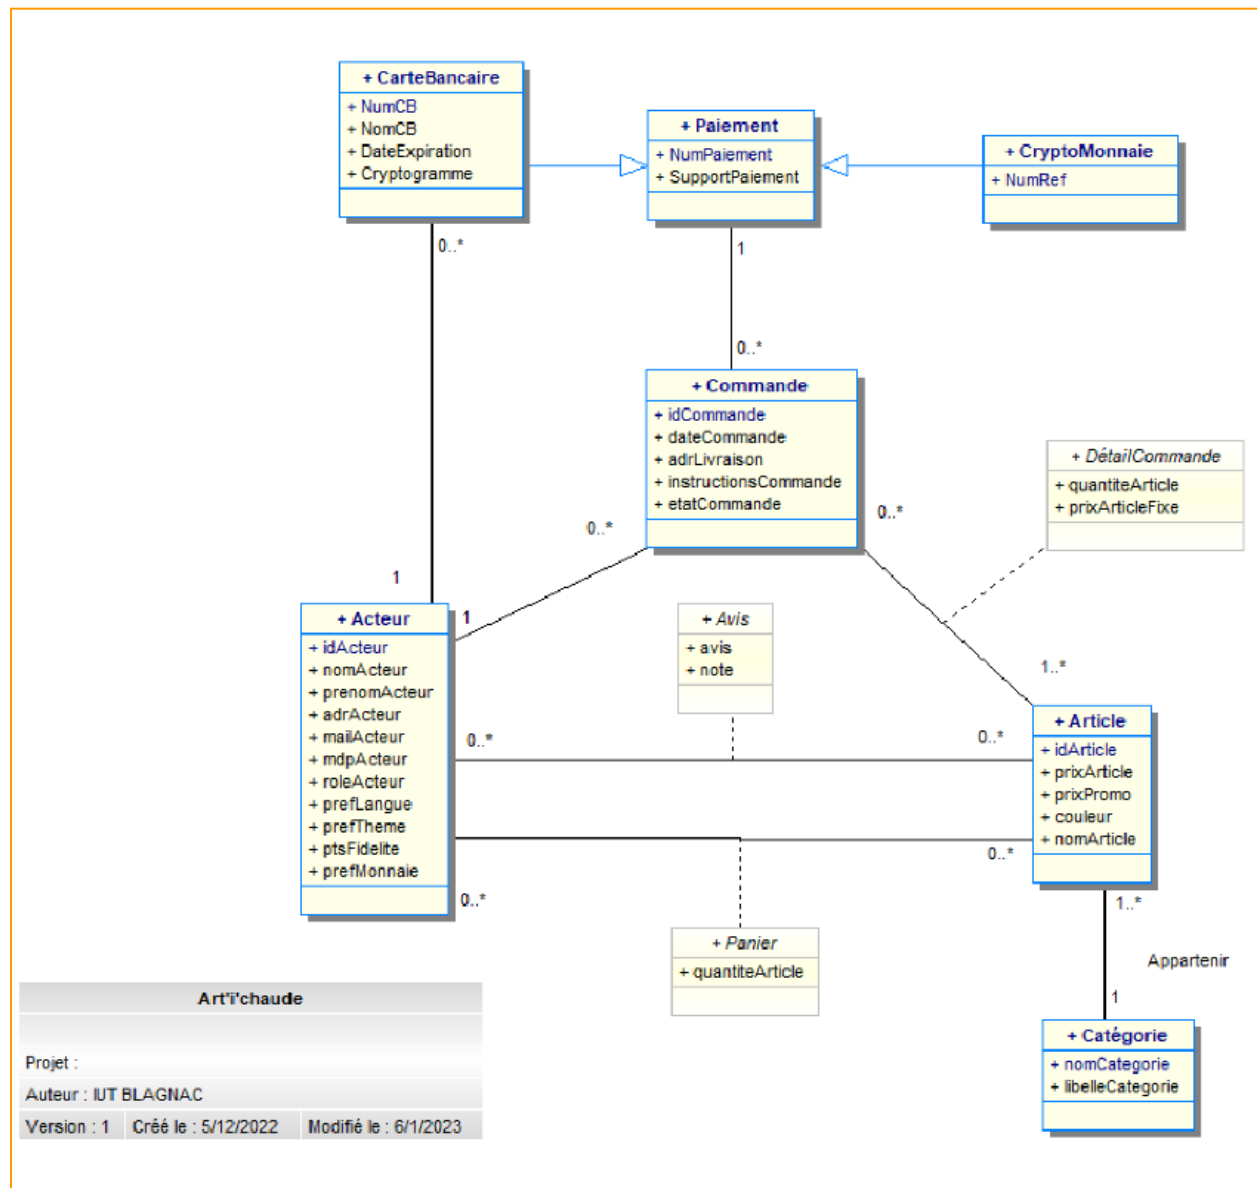 + CarteBancaire
+ NumCB
+ NomCB
+ DateExpiration
+ Cryptogramme
+ Paiement
+ NumPaiement
+ SupportPaiement
+ CryptoMonnaie
+ NumRef
0..*
1
0..*
+ Commande
+ idCommande
+ dateCommande
+ adrLivraison
+ instructionsCommande
+ etatCommande
+ DétailCommande
+ quantiteArticle
+ prixArticleFixe
0..*
0..*
1
1
+ Acteur
+ idActeur
+ nomActeur
+ prenomActeur
+ adrActeur
+ mailActeur
+ mdpActeur
+ roleActeur
+ prefLangue
+ prefTheme
+ ptsFidelite
+ prefMonnaie
+ Avis
+ avis
+ note
1..*
+ Article
+ idArticle
+ prixArticle
+ prixPromo
+ couleur
+ nomArticle
0..*
0..*
0..*
0..*
+ Panier
+ quantiteArticle
1..*
Appartenir
1
+ Catégorie
+ nomCategorie
+ libelleCategorie
Art'i'chaude
Projet :
Auteur : IUT BLAGNAC
Version : 1 Créé le : 5/12/2022 Modifié le : 6/1/2023